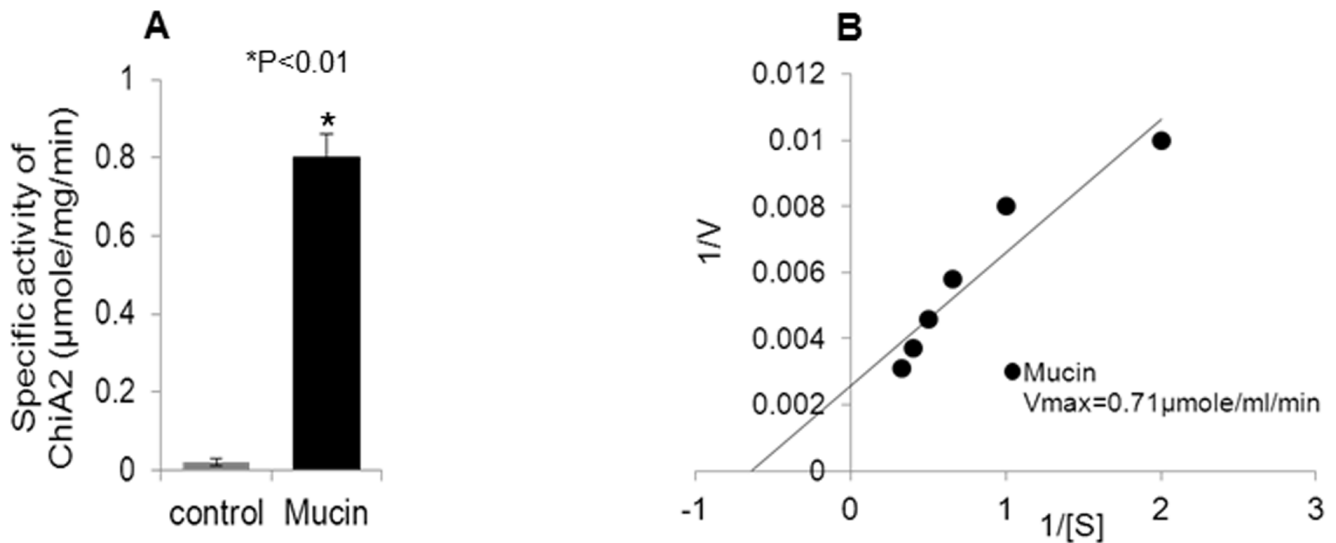 A
*P<0.01
Specific activity of
ChiA2 (µmole/mg/min)
1
0.8
0.6
0.4
0.2
0
*
control Mucin
B
1/V
0.012
0.01
0.008
0.006
0.004
0.002
0
Mucin
Vmax=0.71µmole/ml/min
-1 0 1 2 3
1/[S]